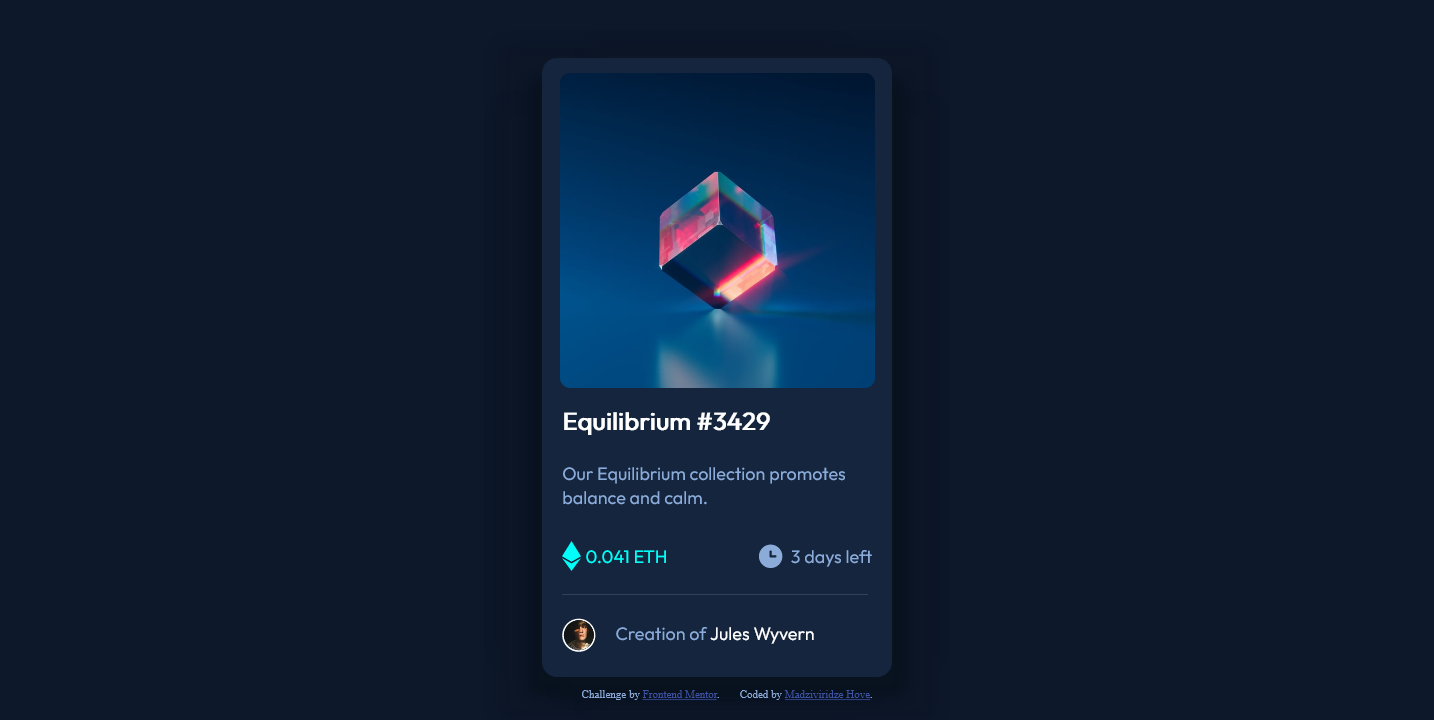 Equilibrium #3429
Our Equilibrium collection promotes
balance and calm.
0.041 ETH
3 days left
Creation of Jules Wyvern
Challenge by Frontend Mentor. Coded by Madziviridze Hove.